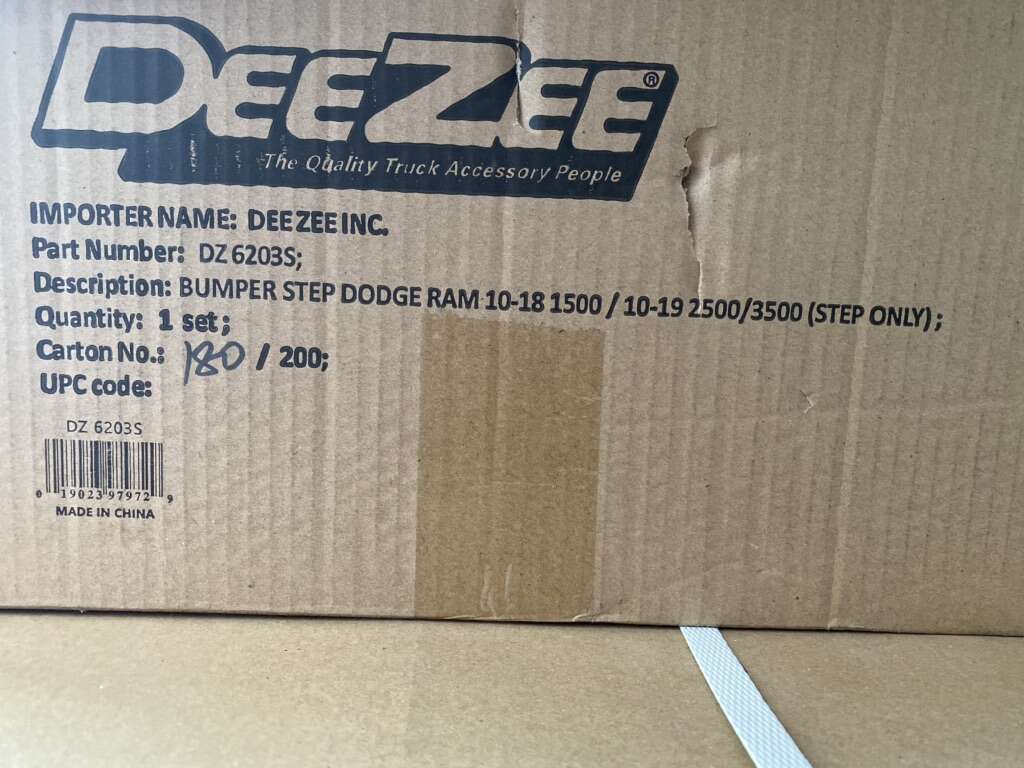 DEEZEE®
The Quality Truck Accessory People
IMPORTER NAME: DEE ZEE INC.
Part Number: DZ 6203S;
Description: BUMPER STEP DODGE RAM 10-18 1500 / 10-19 2500/3500 (STEP ONLY) ;
Quantity: 1 set;
Carton No.: 180 / 200;
UPC code:
DZ 6203S
0 19023 97972 9
MADE IN CHINA